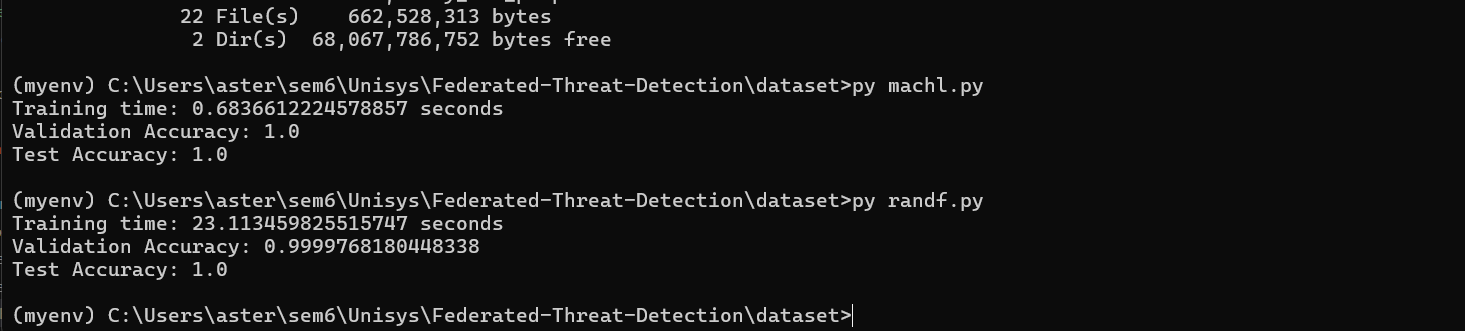 22 File(s)    662,528,313 bytes
2 Dir(s)  68,067,786,752 bytes free
(myenv) C:\Users\aster\sem6\Unisys\Federated-Threat-Detection\dataset>py machl.py
Training time: 0.6836612224578857 seconds
Validation Accuracy: 1.0
Test Accuracy: 1.0
(myenv) C:\Users\aster\sem6\Unisys\Federated-Threat-Detection\dataset>py randf.py
Training time: 23.113459825515747 seconds
Validation Accuracy: 0.9999768180448338
Test Accuracy: 1.0
(myenv) C:\Users\aster\sem6\Unisys\Federated-Threat-Detection\dataset>